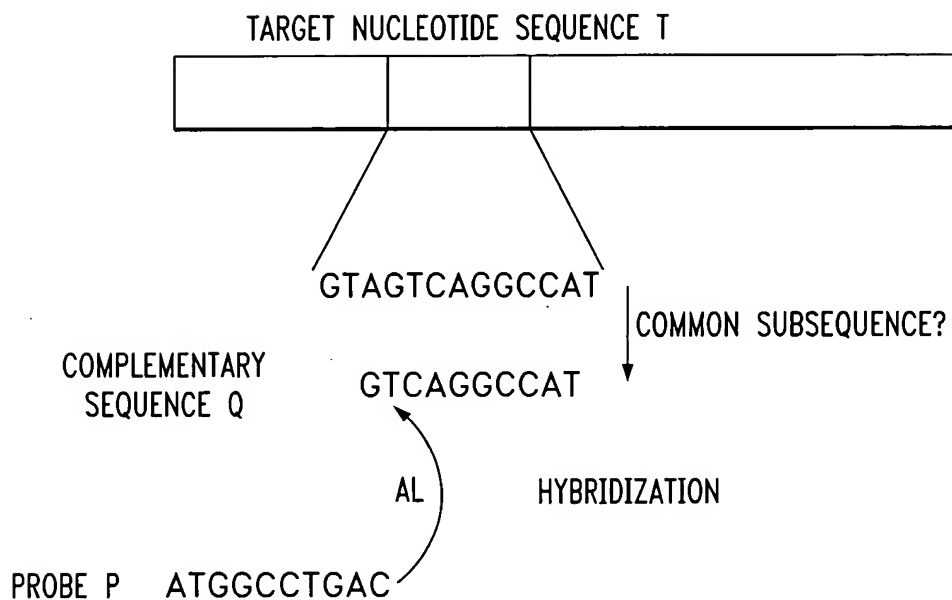 TARGET NUCLEOTIDE SEQUENCE T
GTAGTCAGGCCAT
COMMON SUBSEQUENCE?
COMPLEMENTARY
SEQUENCE Q
GTCAGGCCAT
AL
HYBRIDIZATION
PROBE P ATGGCCTGAC